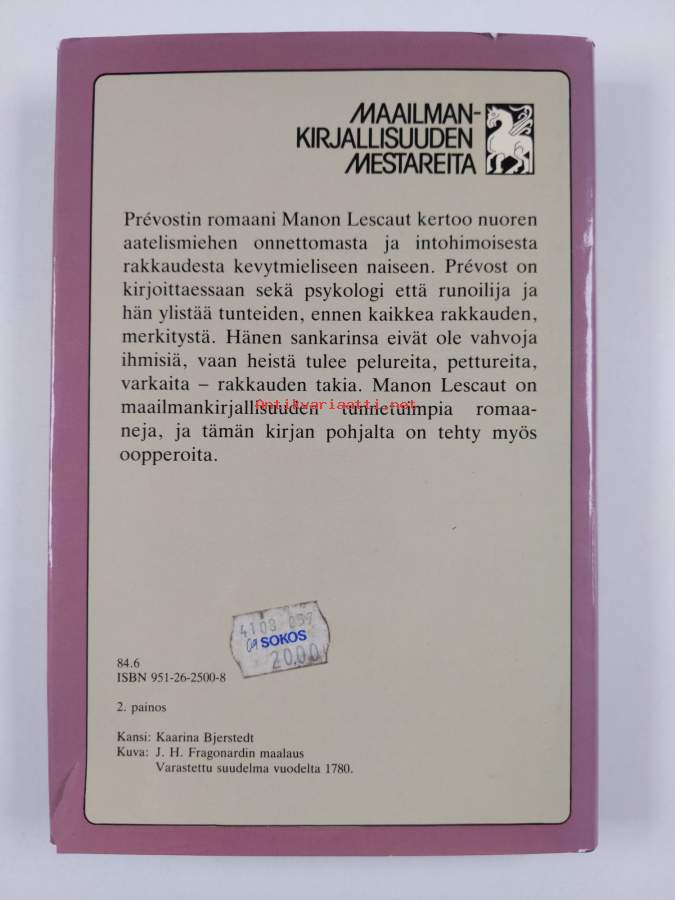 MAAILMAN-
KIRJALLISUUDEN
MESTAREITA
Prévostin romaani Manon Lescaut kertoo nuoren
aatelismiehen onnettomasta ja intohimoisesta
rakkaudesta kevytmieliseen naiseen. Prévost on
kirjoittaessaan sekä psykologi että runoilija ja
hän ylistää tunteiden, ennen kaikkea rakkauden,
merkitystä. Hänen sankarinsa eivät ole vahvoja
ihmisiä, vaan heistä tulee pelureita, pettureita,
varkaita – rakkauden takia. Manon Lescaut on
Antikvariaatti.net
maailmankirjallisuuden tunnetuimpia romaa-
neja, ja tämän kirjan pohjalta on tehty myös
oopperoita.
4108
SOKOS
20.00
84.6
ISBN 951-26-2500-8
2. painos
Kansi: Kaarina Bjerstedt
Kuva: J. H. Fragonardin maalaus
Varastettu suudelma vuodelta 1780.